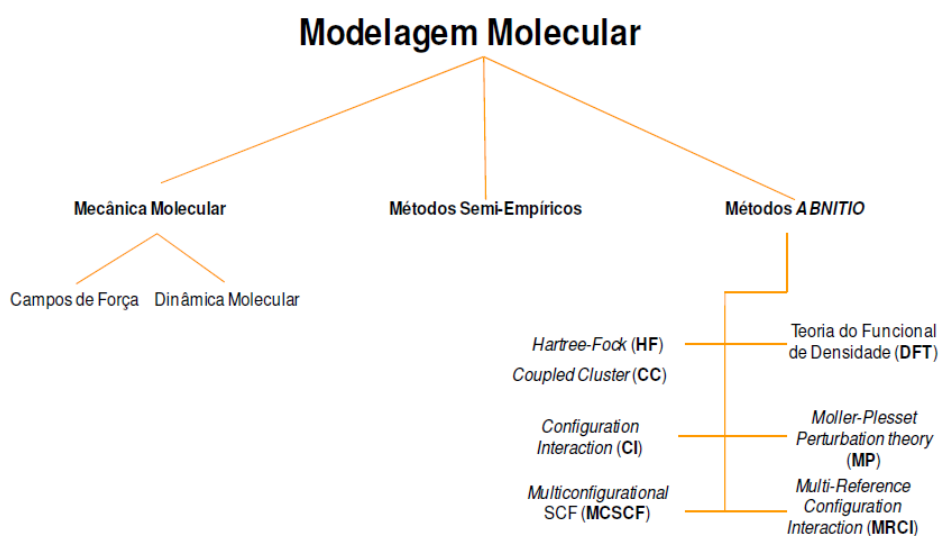 Modelagem Molecular
Mecânica Molecular
Métodos Semi-Empíricos
Métodos ABNITIO
Campos de Força
Dinâmica Molecular
Hartree-Fock (HF)
Coupled Cluster (CC)
Teoria do Funcional
de Densidade (DFT)
Configuration
Interaction (CI)
Moller-Plesset
Perturbation theory
(MP)
Multiconfigurational
SCF (MCSCF)
Multi-Reference
Configuration
Interaction (MRCI)